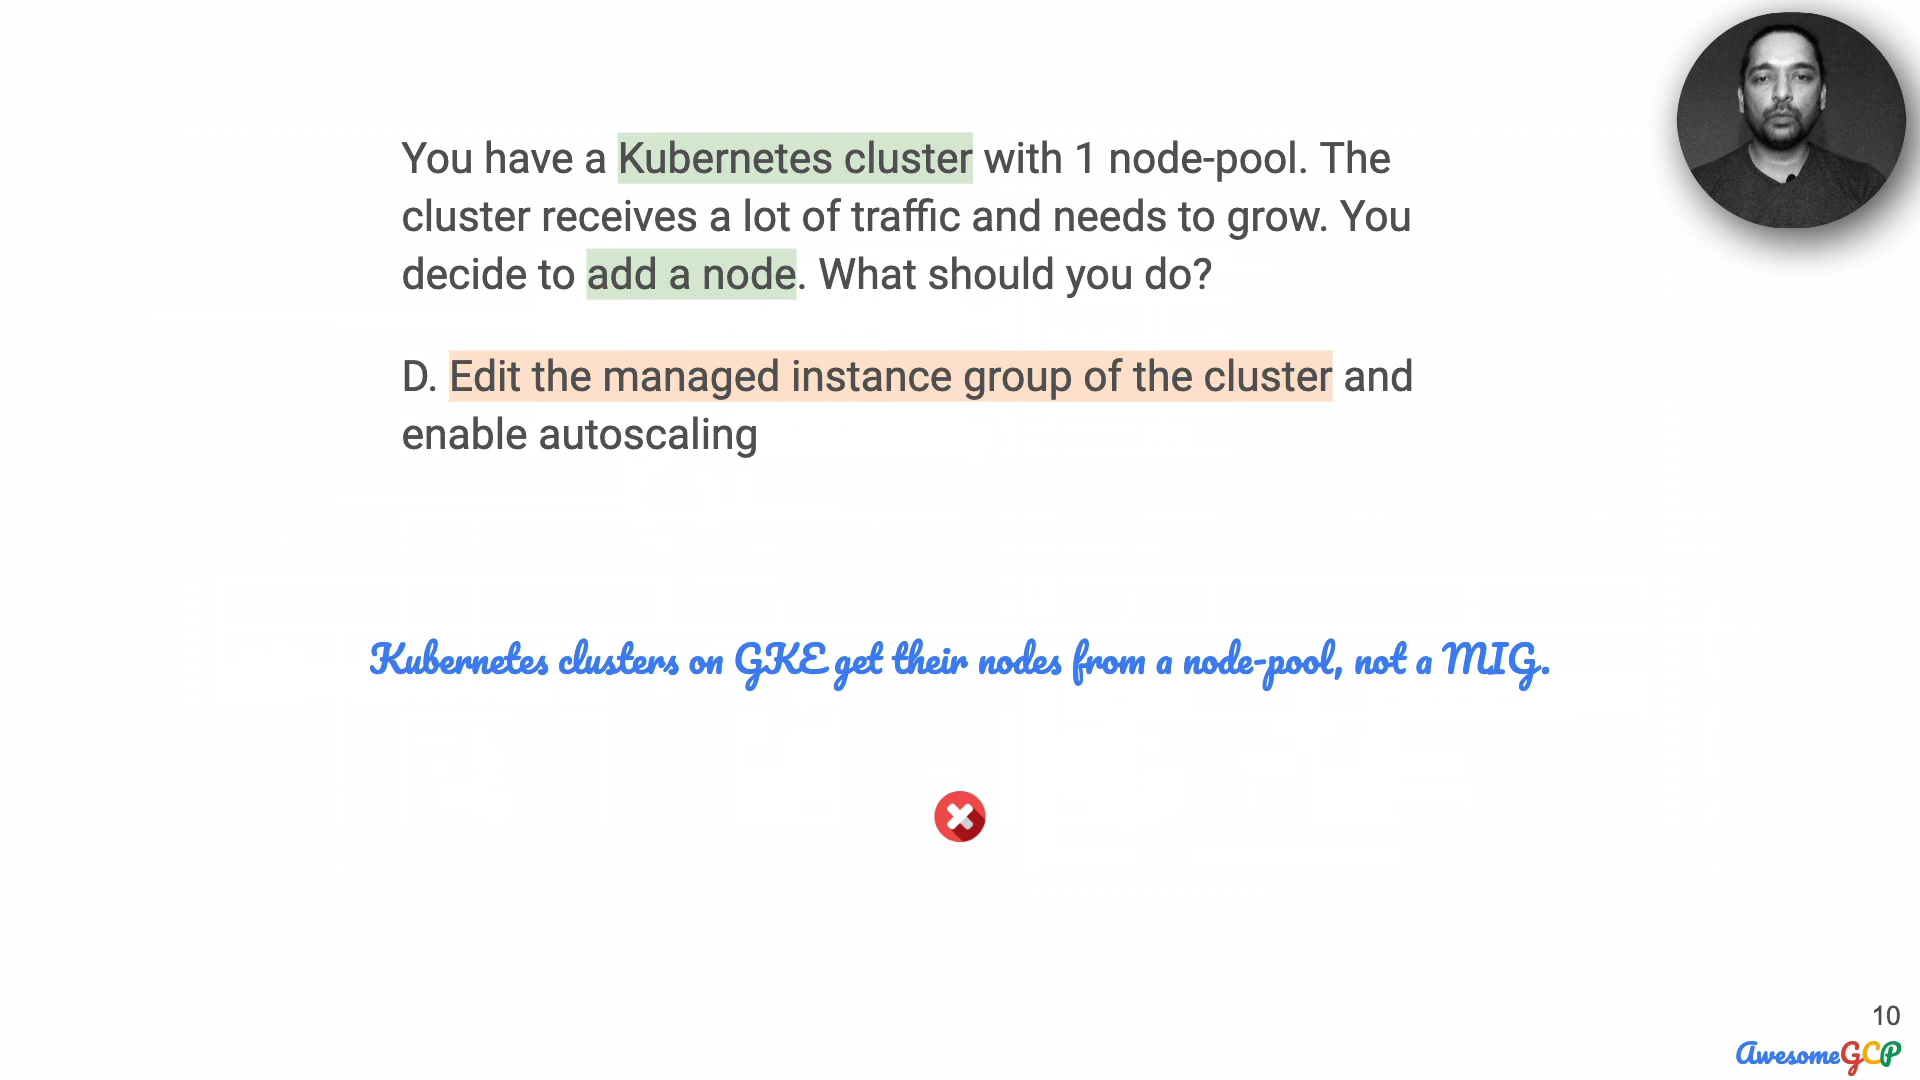 You have a Kubernetes cluster with 1 node-pool. The
cluster receives a lot of traffic and needs to grow. You
decide to add a node. What should you do?
D. Edit the managed instance group of the cluster and
enable autoscaling
Kubernetes clusters on GKE get their nodes from a node-pool, not a MIG.
10
AwesomeGCP